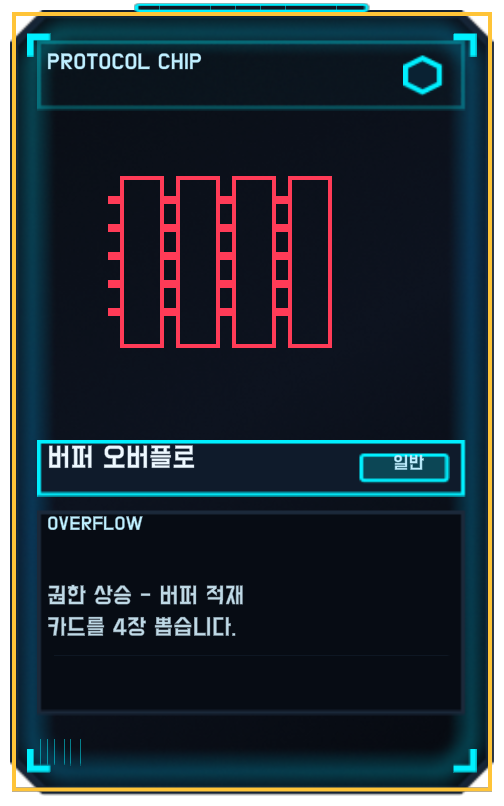 PROTOCOL CHIP
버퍼 오버플로
일반
OVERFLOW
권한 상승 - 버퍼 적재
카드를 4장 뽑습니다.